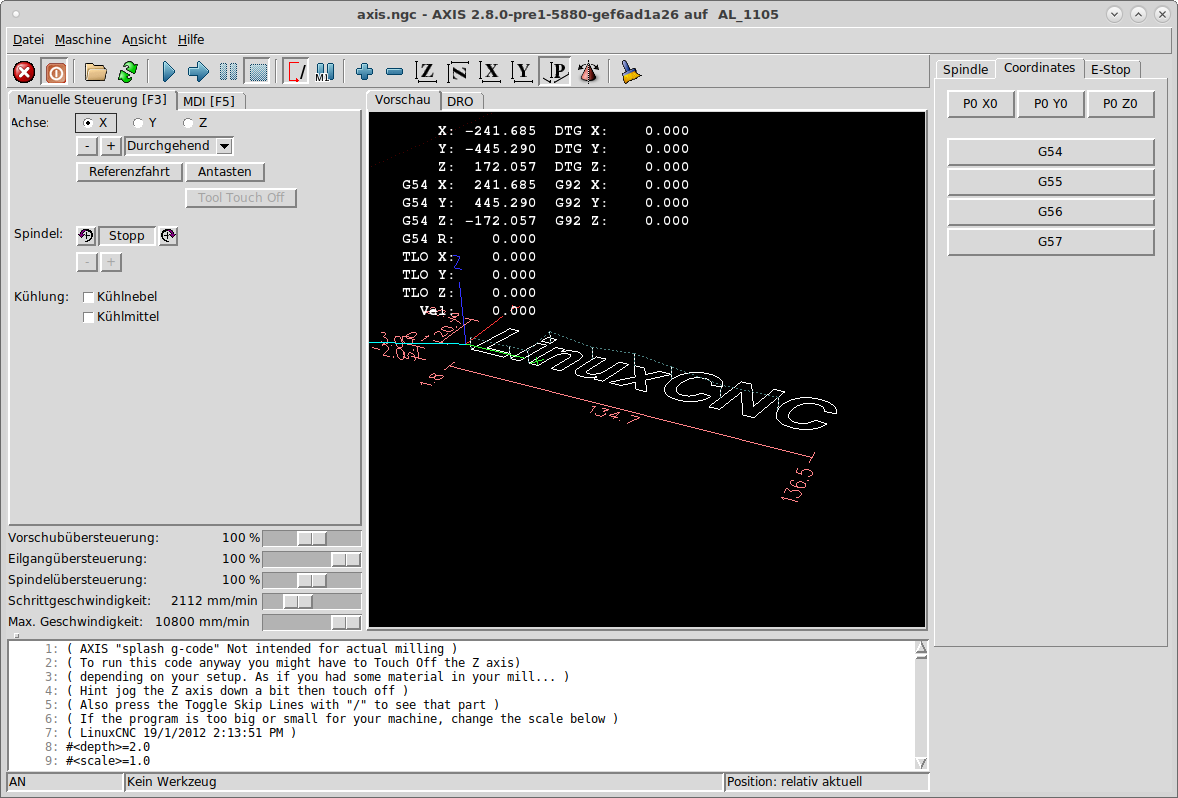 axis.ngc - AXIS 2.8.0-pre1-5880-gef6ad1a26 auf AL_1105
Datei Maschine Ansicht Hilfe
Z N X Y P
Manuelle Steuerung [F3] MDI [F5]
Achse: X Y Z
- + Durchgehend
Referenzfahrt Antasten
Tool Touch Off
Spindel: Stopp
- +
Kühlung: Kühlnebel
Kühlmittel
Vorschubübersteuerung: 100 %
Eilgangübersteuerung: 100 %
Spindelübersteuerung: 100 %
Schrittgeschwindigkeit: 2112 mm/min
Max. Geschwindigkeit: 10800 mm/min
Vorschau DRO
X: -241.685 DTG X: 0.000
Y: -445.290 DTG Y: 0.000
Z: 172.057 DTG Z: 0.000
G54 X: 241.685 G92 X: 0.000
G54 Y: 445.290 G92 Y: 0.000
G54 Z: -172.057 G92 Z: 0.000
G54 R: 0.000
TLO X: 0.000
TLO Y: 0.000
TLO Z: 0.000
Vel: 0.000
LinuxCNC
1.8
134.7
136.5
Spindle Coordinates E-Stop
P0 X0 P0 Y0 P0 Z0
G54
G55
G56
G57
1: ( AXIS "splash g-code" Not intended for actual milling )
2: ( To run this code anyway you might have to Touch Off the Z axis)
3: ( depending on your setup. As if you had some material in your mill... )
4: ( Hint jog the Z axis down a bit then touch off )
5: ( Also press the Toggle Skip Lines with "/" to see that part )
6: ( If the program is too big or small for your machine, change the scale below )
7: ( LinuxCNC 19/1/2012 2:13:51 PM )
8: #<depth>=2.0
9: #<scale>=1.0
AN Kein Werkzeug Position: relativ aktuell